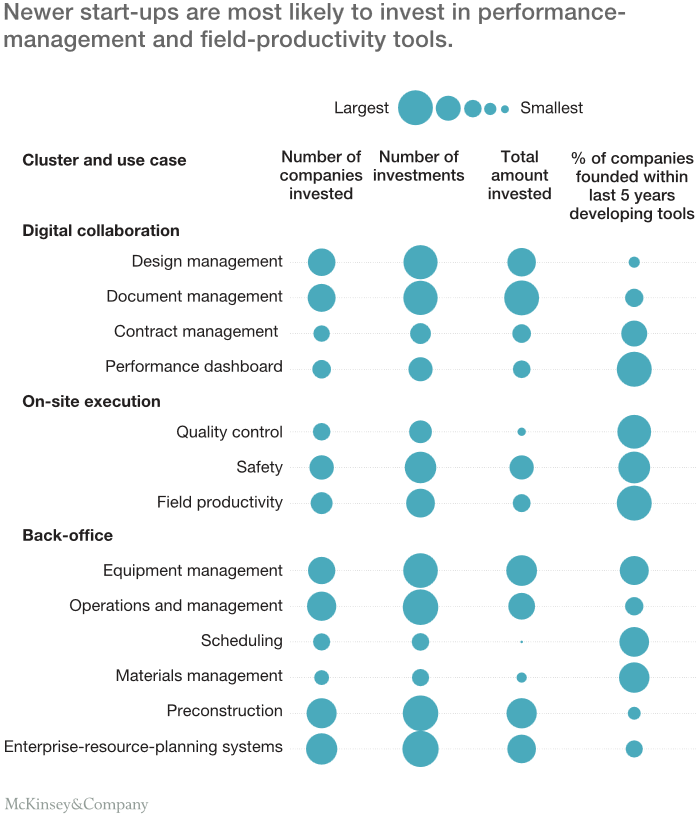 Newer start-ups are most likely to invest in performance-
management and field-productivity tools.
Largest Smallest
Cluster and use case
Number of
companies
invested
Number of
investments
Total
amount
invested
% of companies
founded within
last 5 years
developing tools
Digital collaboration
Design management
Document management
Contract management
Performance dashboard
On-site execution
Quality control
Safety
Field productivity
Back-office
Equipment management
Operations and management
Scheduling
Materials management
Preconstruction
Enterprise-resource-planning systems
McKinsey&Company